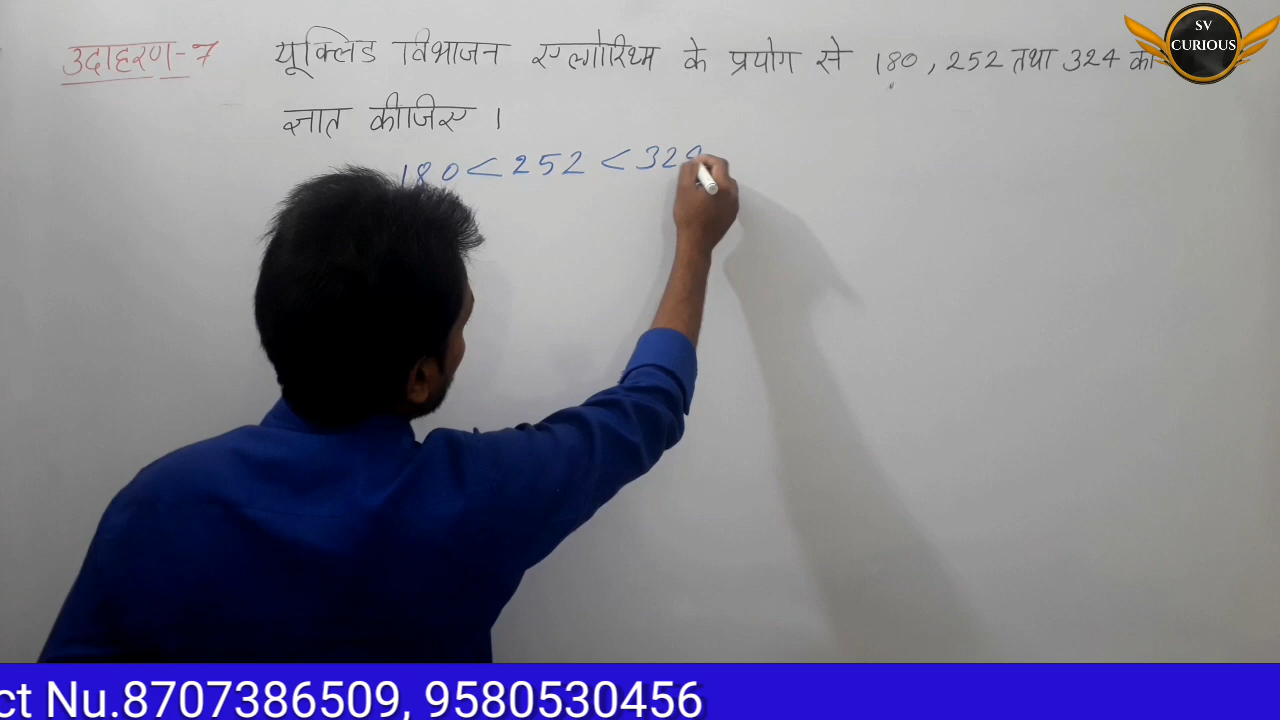 उदाहरण-7 यूक्लिड विभाजन एल्गोरिथ्म के प्रयोग से 180, 252 तथा 324 का
ज्ञात कीजिए ।
180 < 252 < 32
SV
CURIOUS
ct Nu.8707386509, 9580530456